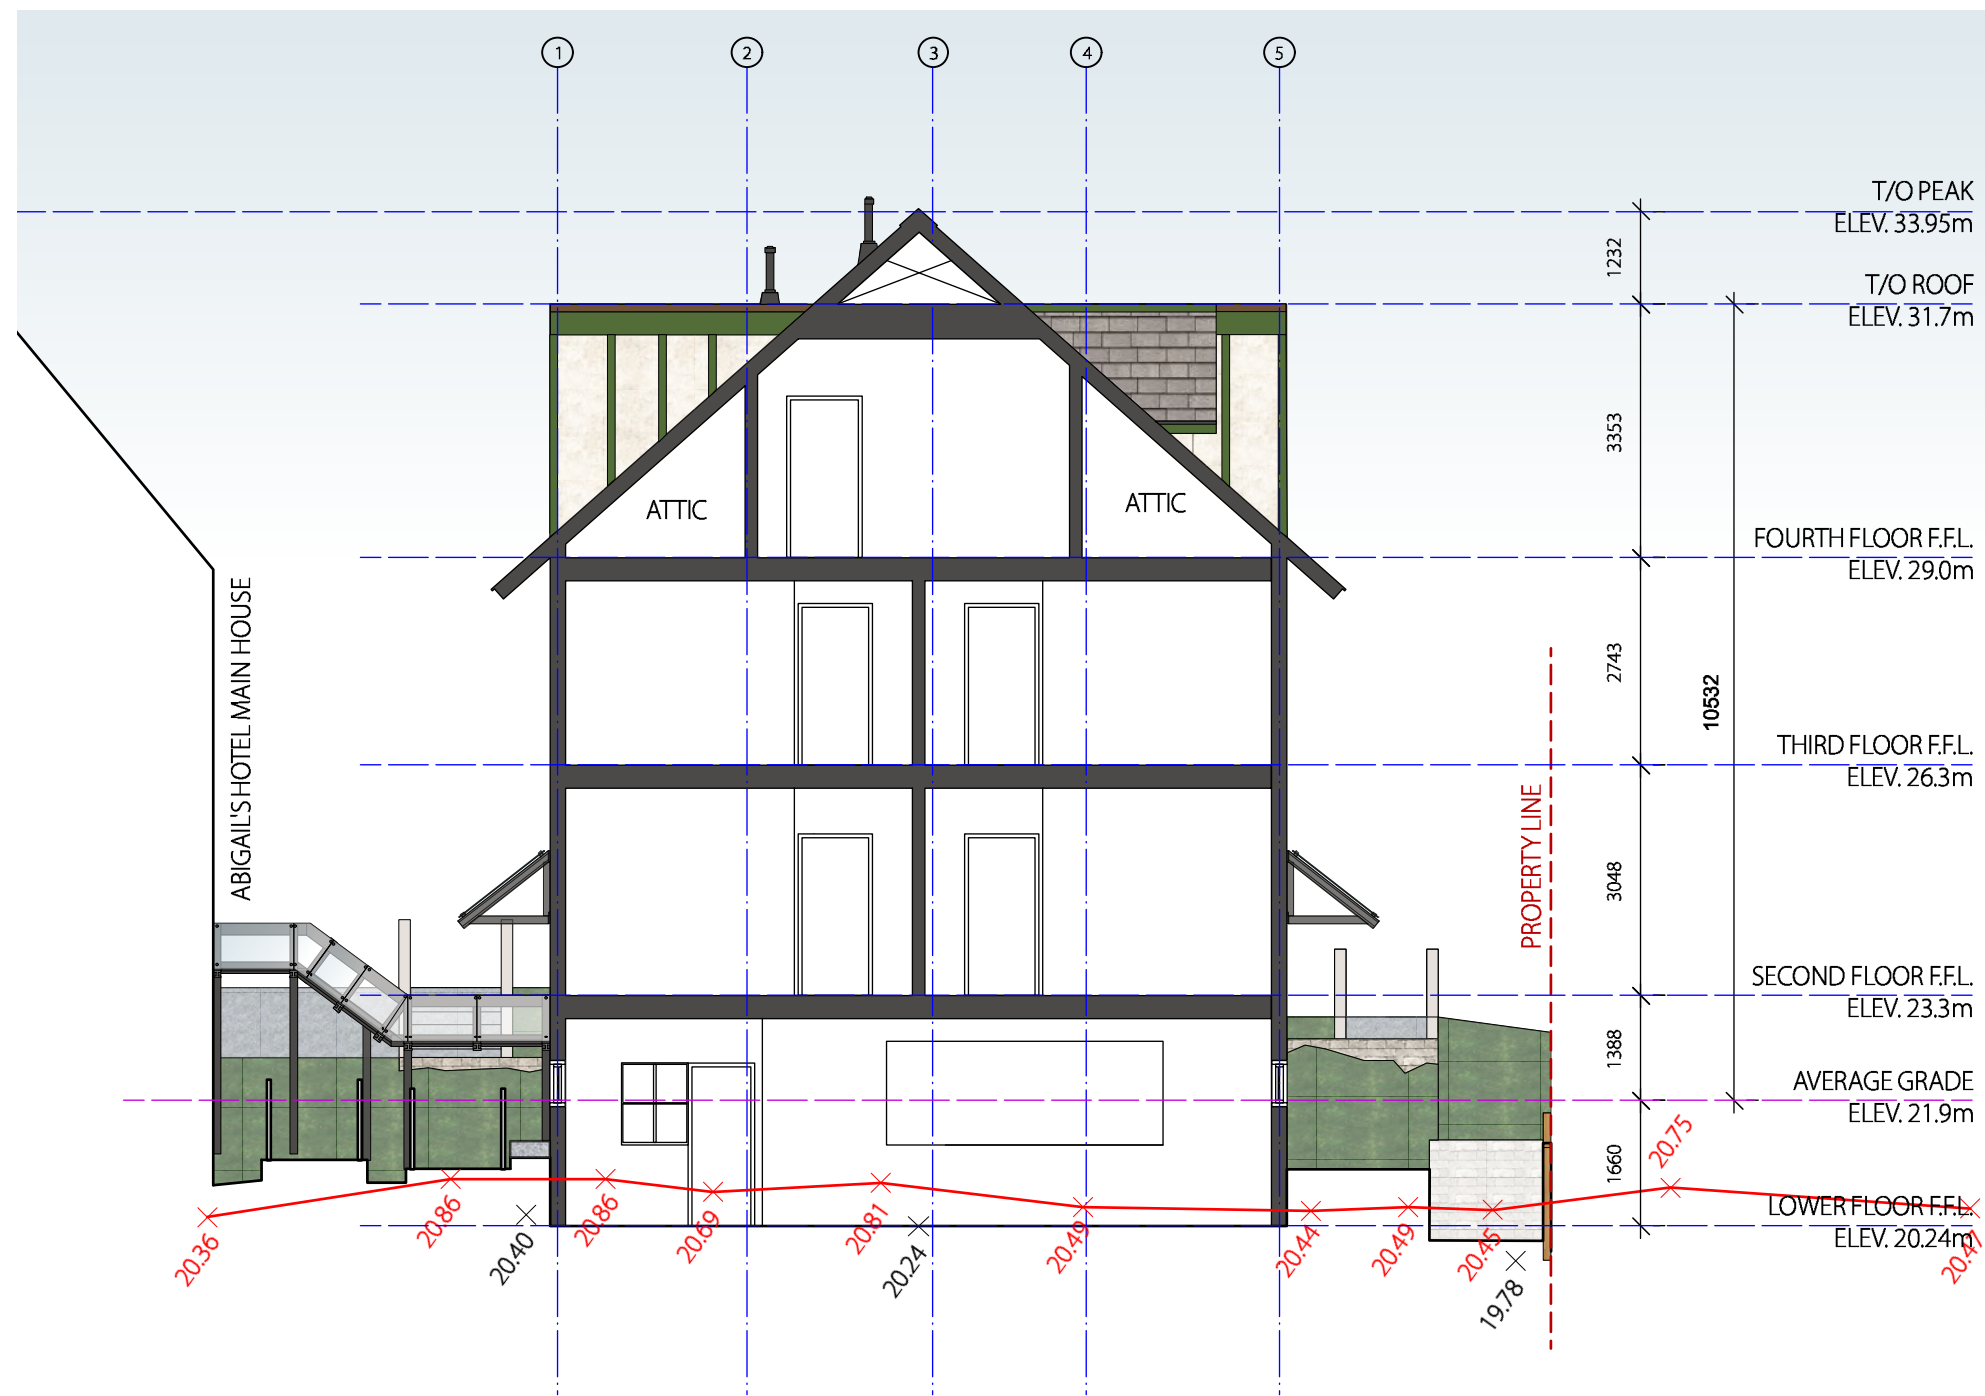 1 2 3 4 5
T/O PEAK
ELEV. 33.95m
1232
T/O ROOF
ELEV. 31.7m
3353
ATTIC
ATTIC
FOURTH FLOOR F.F.L.
ELEV. 29.0m
ABIGAIL'S HOTEL MAIN HOUSE
2743
10532
THIRD FLOOR F.F.L.
ELEV. 26.3m
PROPERTY LINE
3048
SECOND FLOOR F.F.L.
ELEV. 23.3m
1388
AVERAGE GRADE
ELEV. 21.9m
1660
LOWER FLOOR F.F.L.
ELEV. 20.24m
20.36
20.86
20.40
20.86
20.69
20.81
20.24
20.49
20.44
20.49
20.45
19.78
20.75
20.47